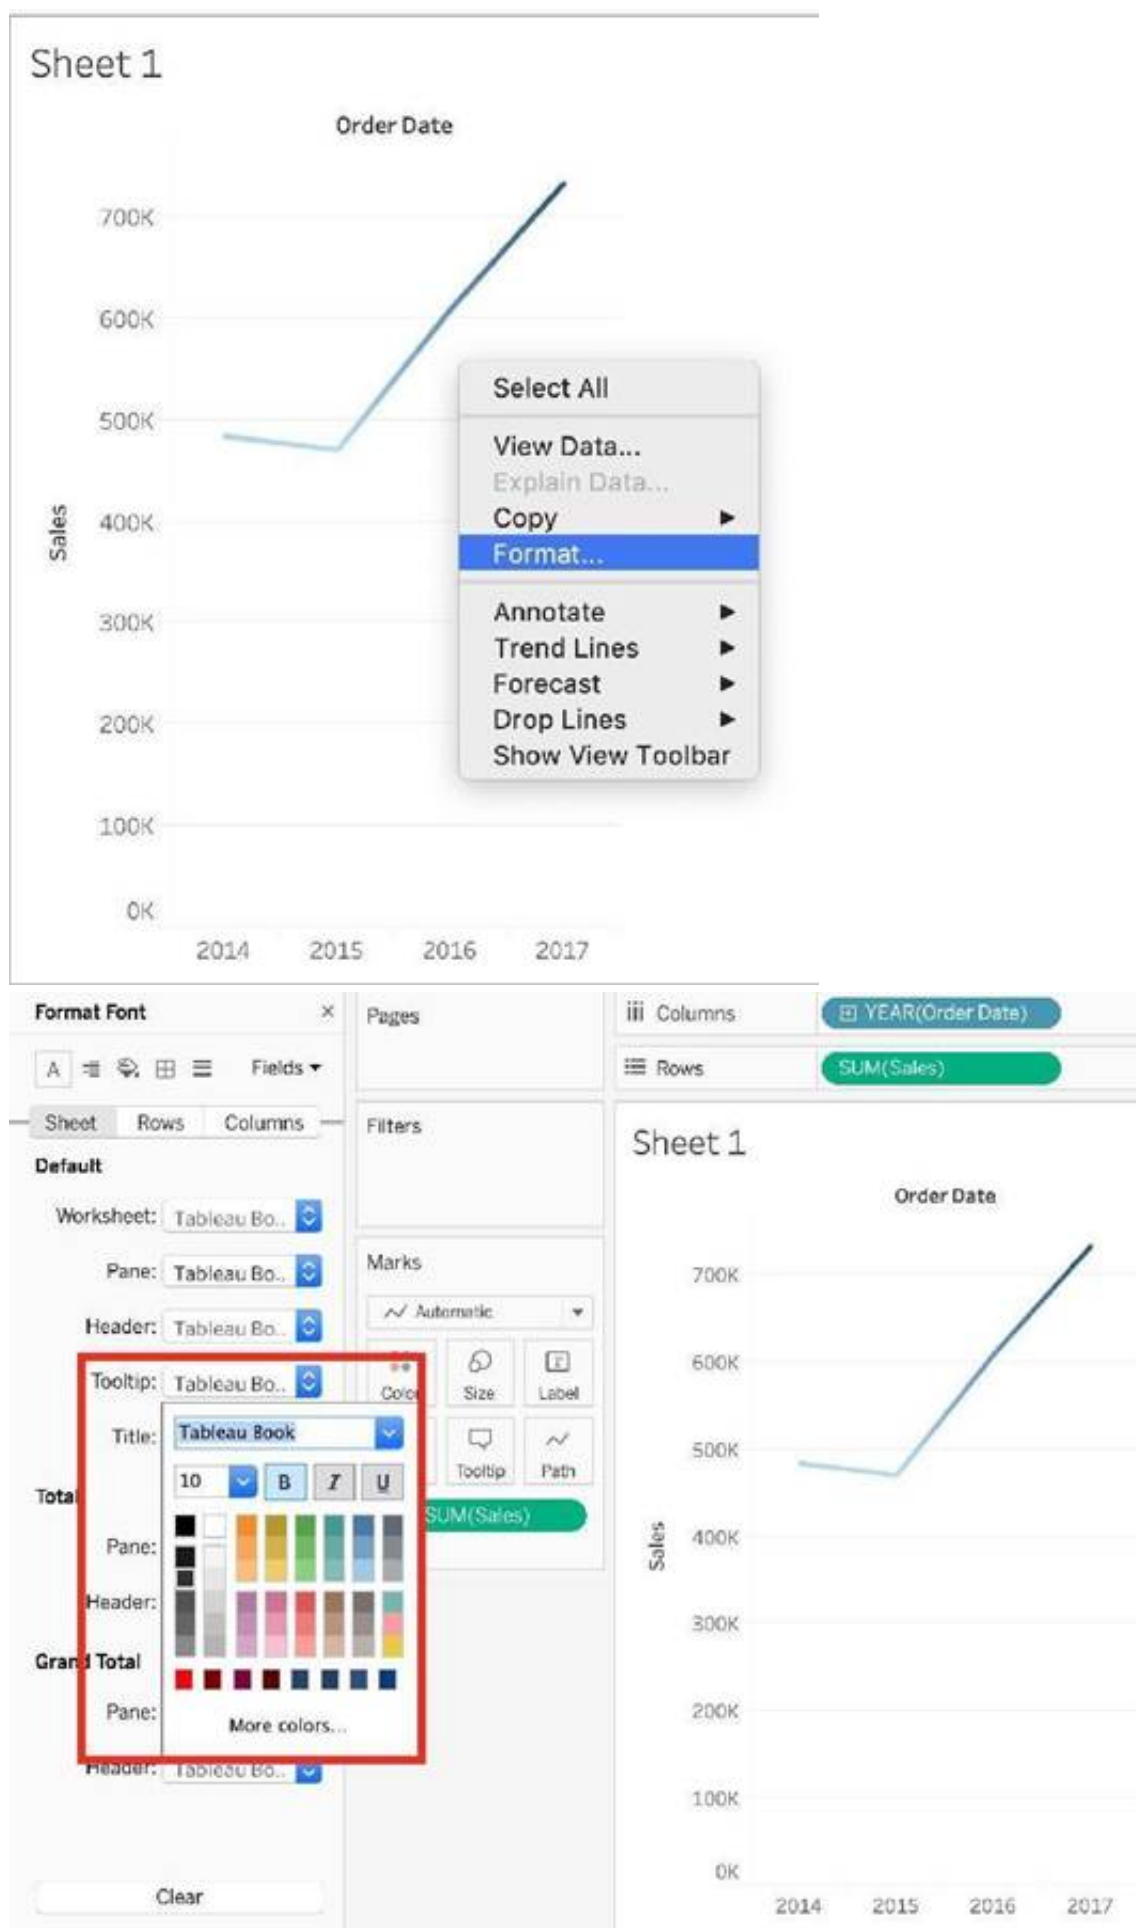 Sheet 1
Order Date
700K
600K
500K
400K
300K
200K
100K
0K
Sales
2014 2015 2016 2017
Select All
View Data...
Explain Data...
Copy
Format...
Annotate
Trend Lines
Forecast
Drop Lines
Show View Toolbar
Format Font
A Fields
Sheet Rows Columns
Default
Worksheet: Tableau Bo..
Pane: Tableau Bo..
Header: Tableau Bo..
Tooltip: Tableau Bo..
Title: Tableau Book
10 B I U
Total
Pane:
Header:
Grand Total
Pane:
More colors...
Header: Tableau Bo..
Clear
Pages
Filters
Marks
Automatic
Color Size Label
Tooltip Path
SUM(Sales)
Columns YEAR(Order Date)
Rows SUM(Sales)
Sheet 1
Order Date
700K
600K
500K
400K
300K
200K
100K
0K
Sales
2014 2015 2016 2017